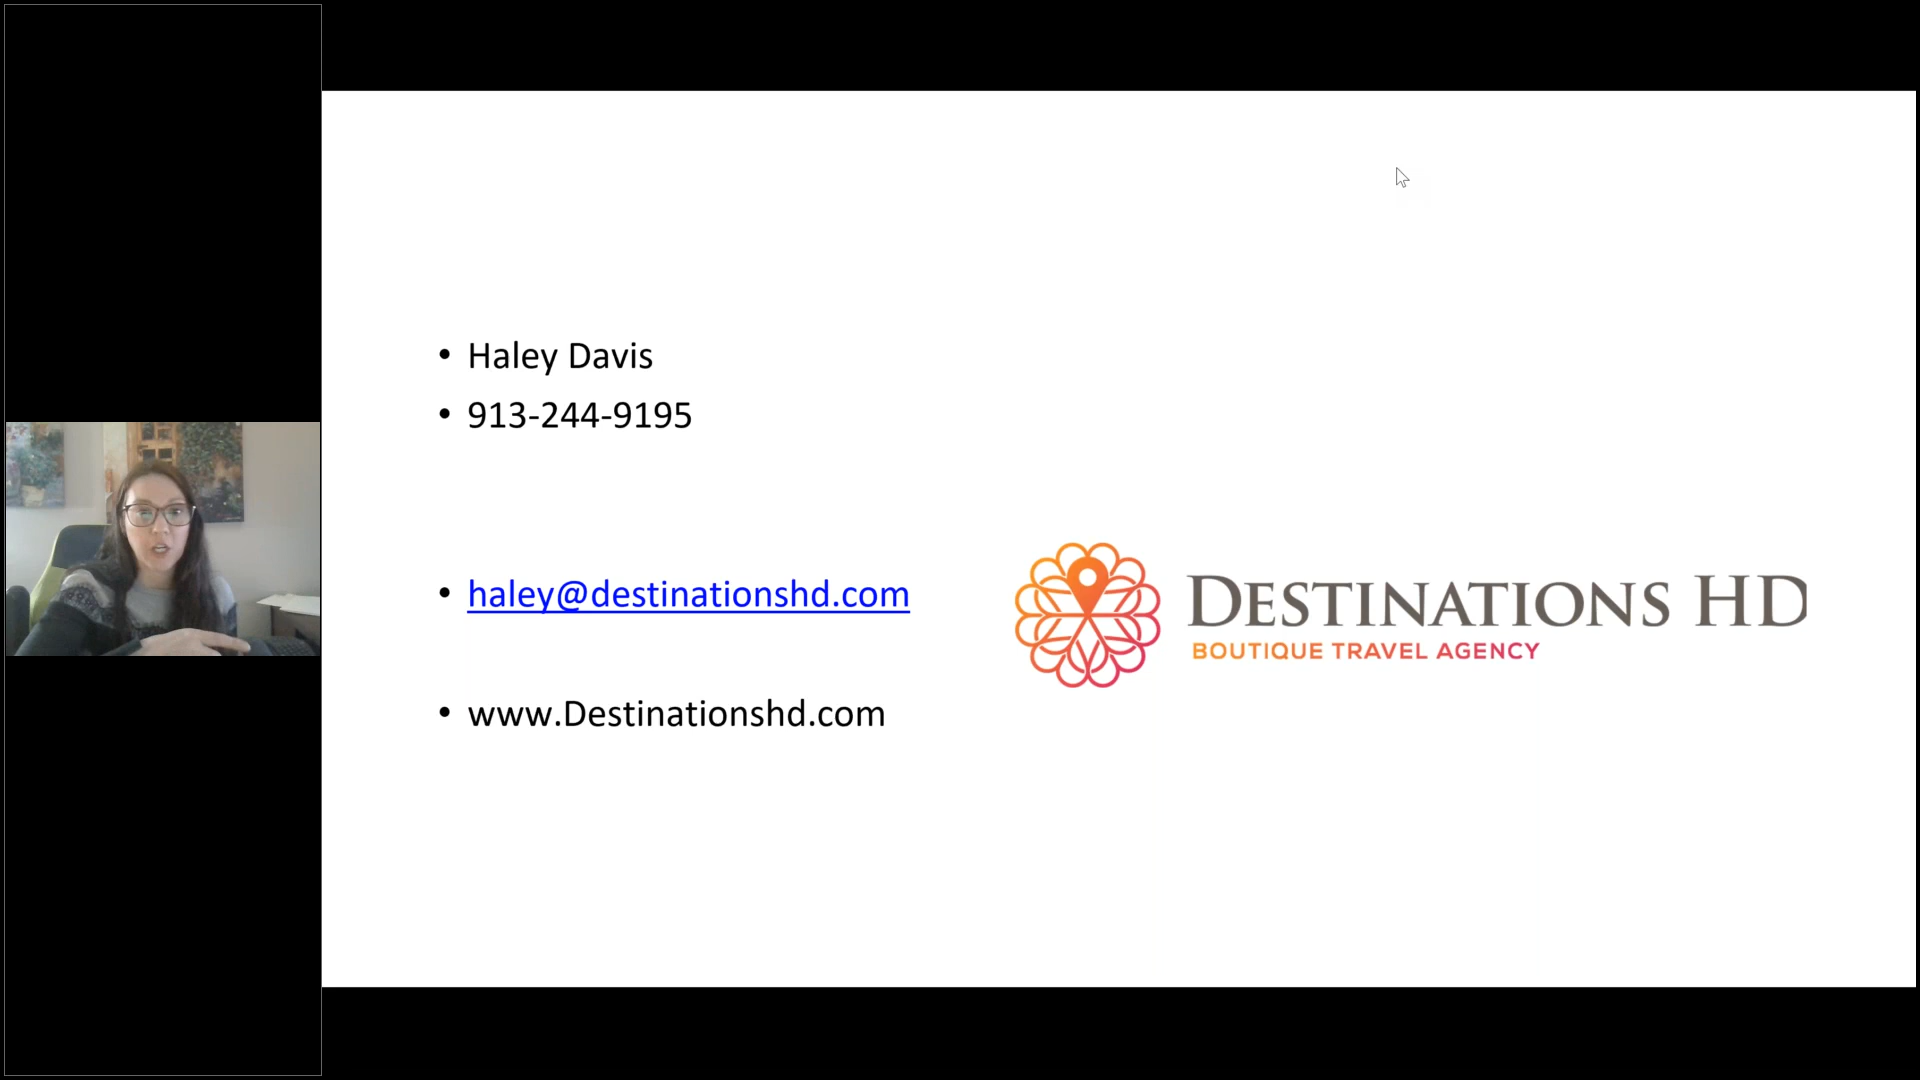 Haley Davis
913-244-9195
haley@destinationshd.com
www.Destinationshd.com
DESTINATIONS HD
BOUTIQUE TRAVEL AGENCY